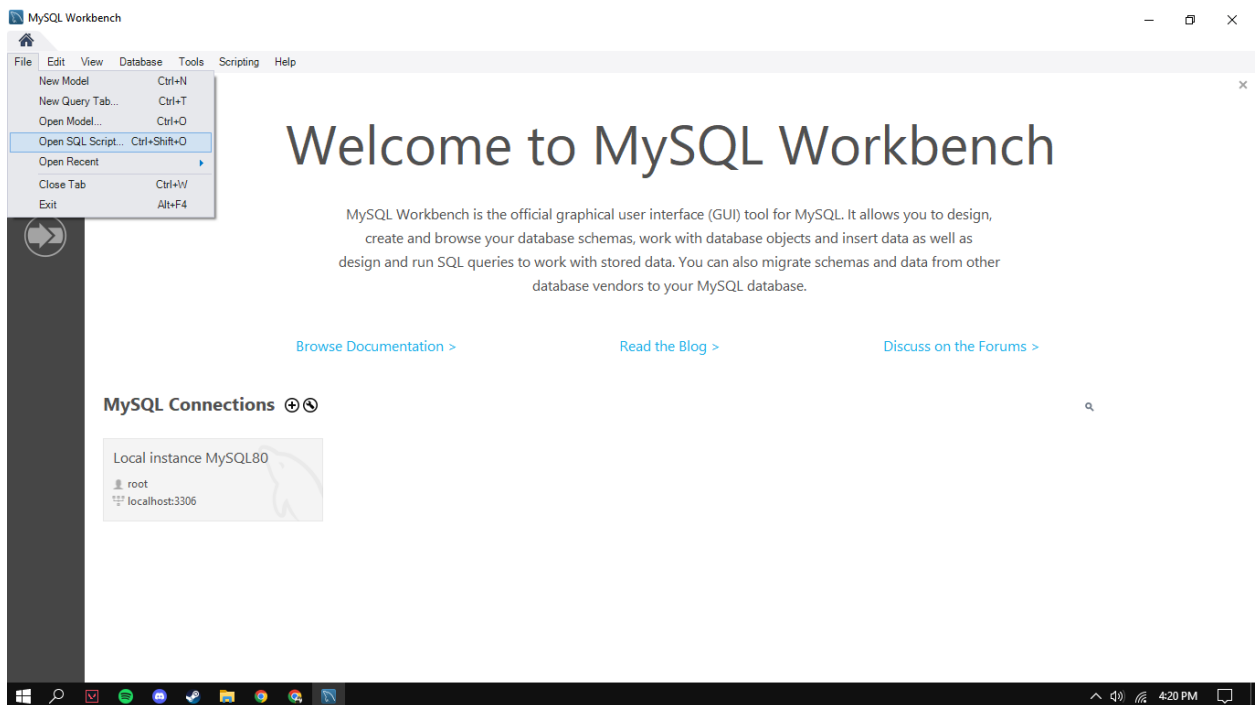 MySQL Workbench
File Edit View Database Tools Scripting Help
New Model Ctrl+N
New Query Tab... Ctrl+T
Open Model... Ctrl+O
Open SQL Script... Ctrl+Shift+O
Open Recent
Close Tab Ctrl+W
Exit Alt+F4
Welcome to MySQL Workbench
MySQL Workbench is the official graphical user interface (GUI) tool for MySQL. It allows you to design,
create and browse your database schemas, work with database objects and insert data as well as
design and run SQL queries to work with stored data. You can also migrate schemas and data from other
database vendors to your MySQL database.
Browse Documentation > Read the Blog > Discuss on the Forums >
MySQL Connections
Local instance MySQL80
root
localhost:3306
4:20 PM